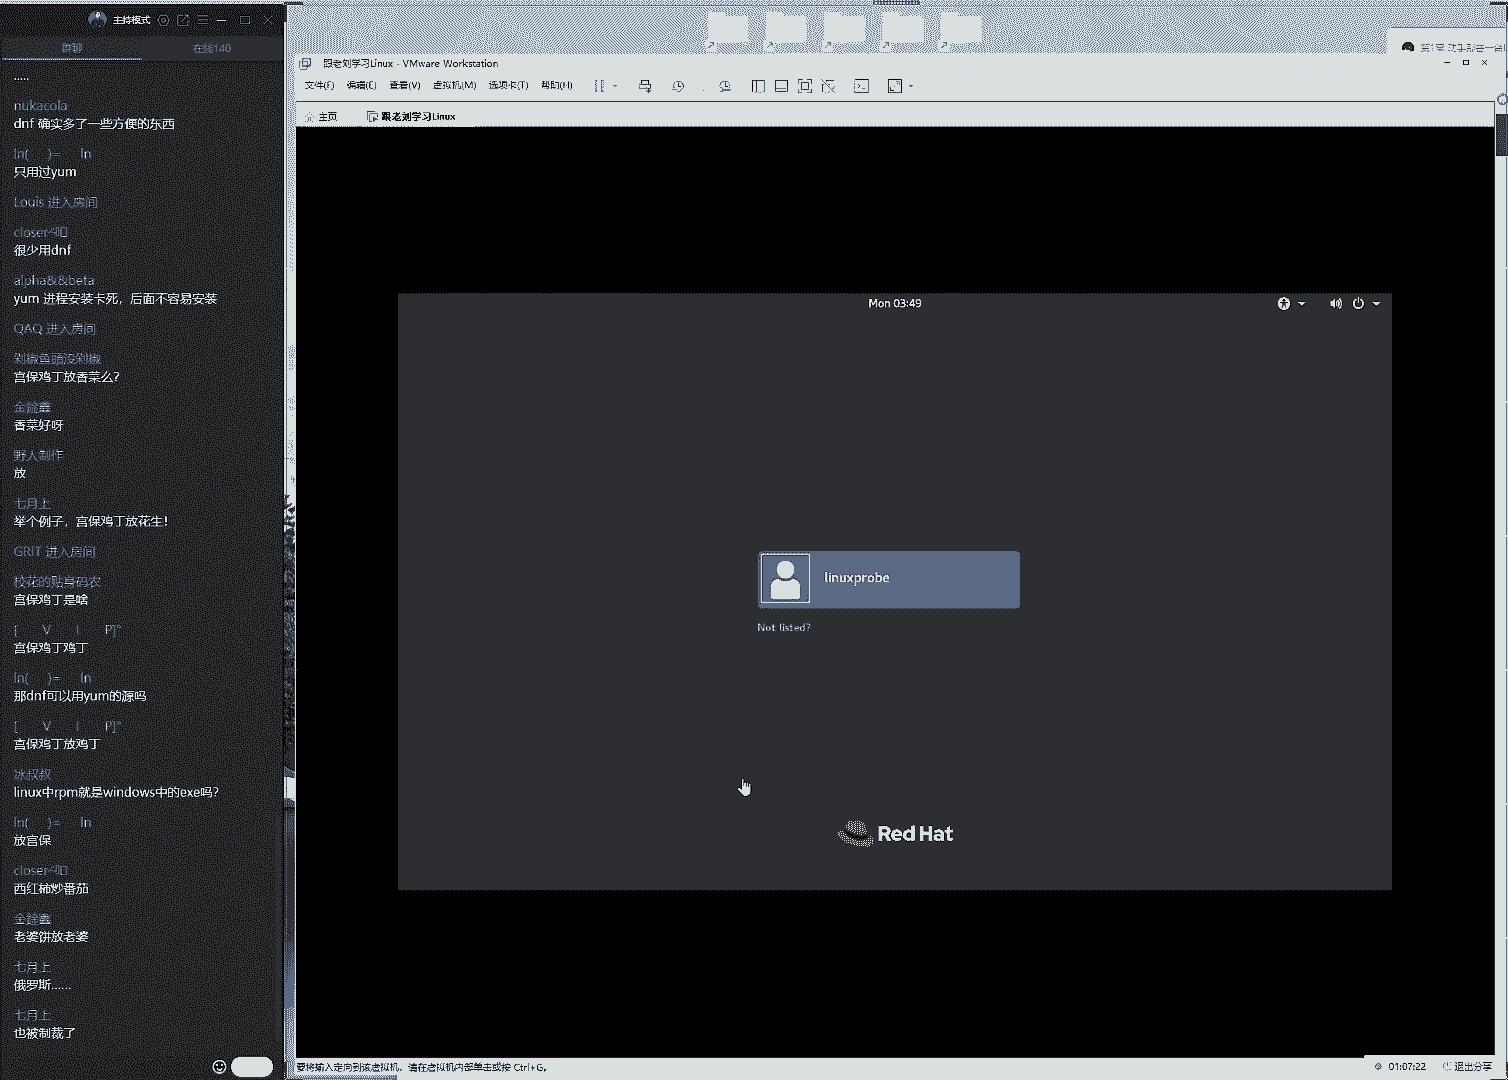 主持模式
群聊
在线140
.....
nukacola
dnf 确实多了一些方便的东西
ln( )= ln
只用过yum
Louis 进入房间
很少用dnf
alpha&&beta
yum 进程安装卡死，后面不容易安装
QAQ 进入房间
剁椒鱼頭没剁椒
宫保鸡丁放香菜么?
香菜好呀
野人制作
放
七月上
举个例子，宫保鸡丁放花生!
GRIT 进入房间
校花的贴身码农
宫保鸡丁是啥
[ V I P]°
宫保鸡丁鸡丁
ln( )= ln
那dnf可以用yum的源吗
[ V I P]°
宫保鸡丁放鸡丁
冰叔叔
linux中rpm就是windows中的exe吗?
ln( )= ln
放宫保
西红柿炒番茄
老婆饼放老婆
七月上
俄罗斯......
七月上
也被制裁了
跟老刘学习Linux - VMware Workstation
文件(F) 编辑(E) 查看(V) 虚拟机(M) 选项卡(T) 帮助(H)
主页
跟老刘学习Linux
Mon 03:49
linuxprobe
Not listed?
Red Hat
要将输入定向到该虚拟机，请在虚拟机内部单击或按 Ctrl+G。
01:07:22
退出分享